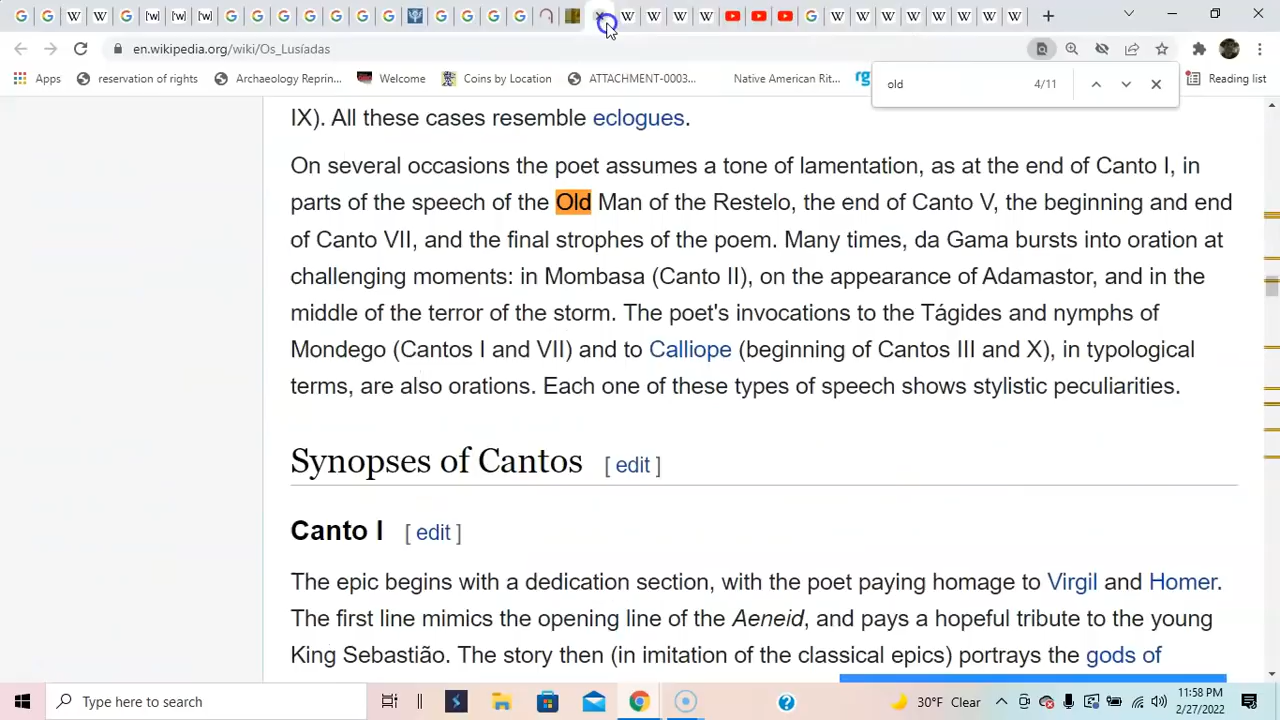 en.wikipedia.org/wiki/Os_Lusíadas
Apps reservation of rights Archaeology Reprin... Welcome Coins by Location ATTACHMENT-0003... Native American Rit... rg Reading list
old 4/11
IX). All these cases resemble eclogues.
On several occasions the poet assumes a tone of lamentation, as at the end of Canto I, in
parts of the speech of the Old Man of the Restelo, the end of Canto V, the beginning and end
of Canto VII, and the final strophes of the poem. Many times, da Gama bursts into oration at
challenging moments: in Mombasa (Canto II), on the appearance of Adamastor, and in the
middle of the terror of the storm. The poet's invocations to the Tágides and nymphs of
Mondego (Cantos I and VII) and to Calliope (beginning of Cantos III and X), in typological
terms, are also orations. Each one of these types of speech shows stylistic peculiarities.
Synopses of Cantos [ edit ]
Canto I [ edit ]
The epic begins with a dedication section, with the poet paying homage to Virgil and Homer.
The first line mimics the opening line of the Aeneid, and pays a hopeful tribute to the young
King Sebastião. The story then (in imitation of the classical epics) portrays the gods of
Type here to search
30°F Clear
11:58 PM
2/27/2022